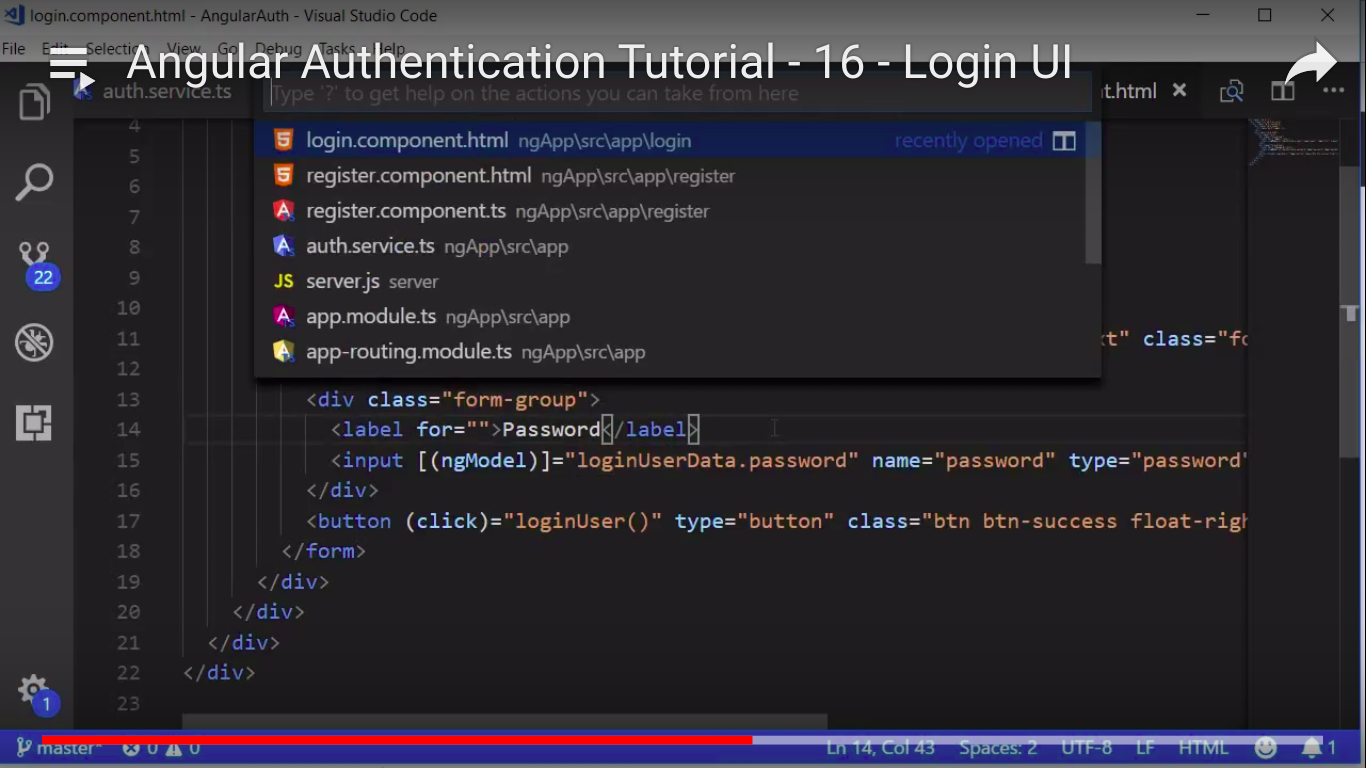 login.component.html - AngularAuth - Visual Studio Code
File Edit Selection View Go Debug Tasks Help
Angular Authentication Tutorial - 16 - Login UI
auth.service.ts
t.html
Type '?' to get help on the actions you can take from here
login.component.html ngApp\src\app\login recently opened
register.component.html ngApp\src\app\register
register.component.ts ngApp\src\app\register
auth.service.ts ngApp\src\app
JS server.js server
app.module.ts ngApp\src\app
app-routing.module.ts ngApp\src\app
4
5
6
7
8
9
10
11 t" class="fo
12
13 <div class="form-group">
14 <label for="">Password</label>
15 <input [(ngModel)]="loginUserData.password" name="password" type="password"
16 </div>
17 <button (click)="loginUser()" type="button" class="btn btn-success float-righ
18 </form>
19 </div>
20 </div>
21 </div>
22 </div>
23
22
1
master* 0 0 Ln 14, Col 43 Spaces: 2 UTF-8 LF HTML 1